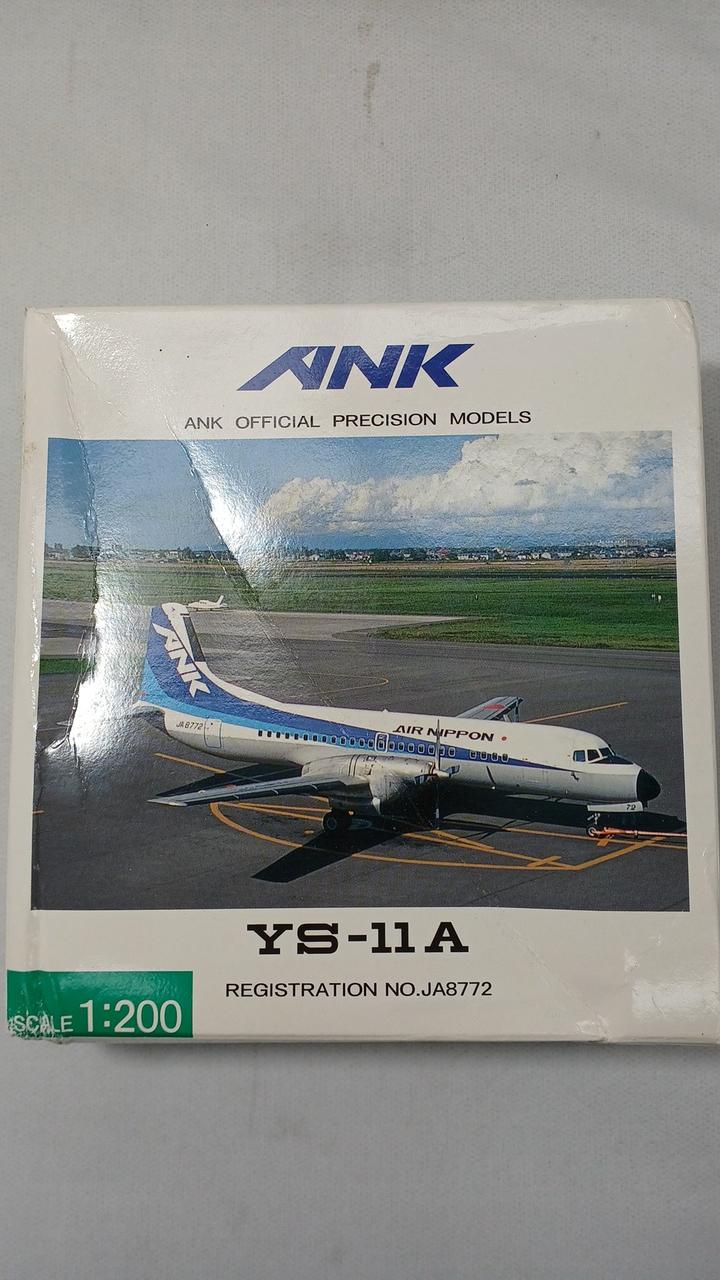 ANK
ANK OFFICIAL PRECISION MODELS
ANK
JA8772
AIR NIPPON
72
YS-11A
REGISTRATION NO.JA8772
SCALE 1:200